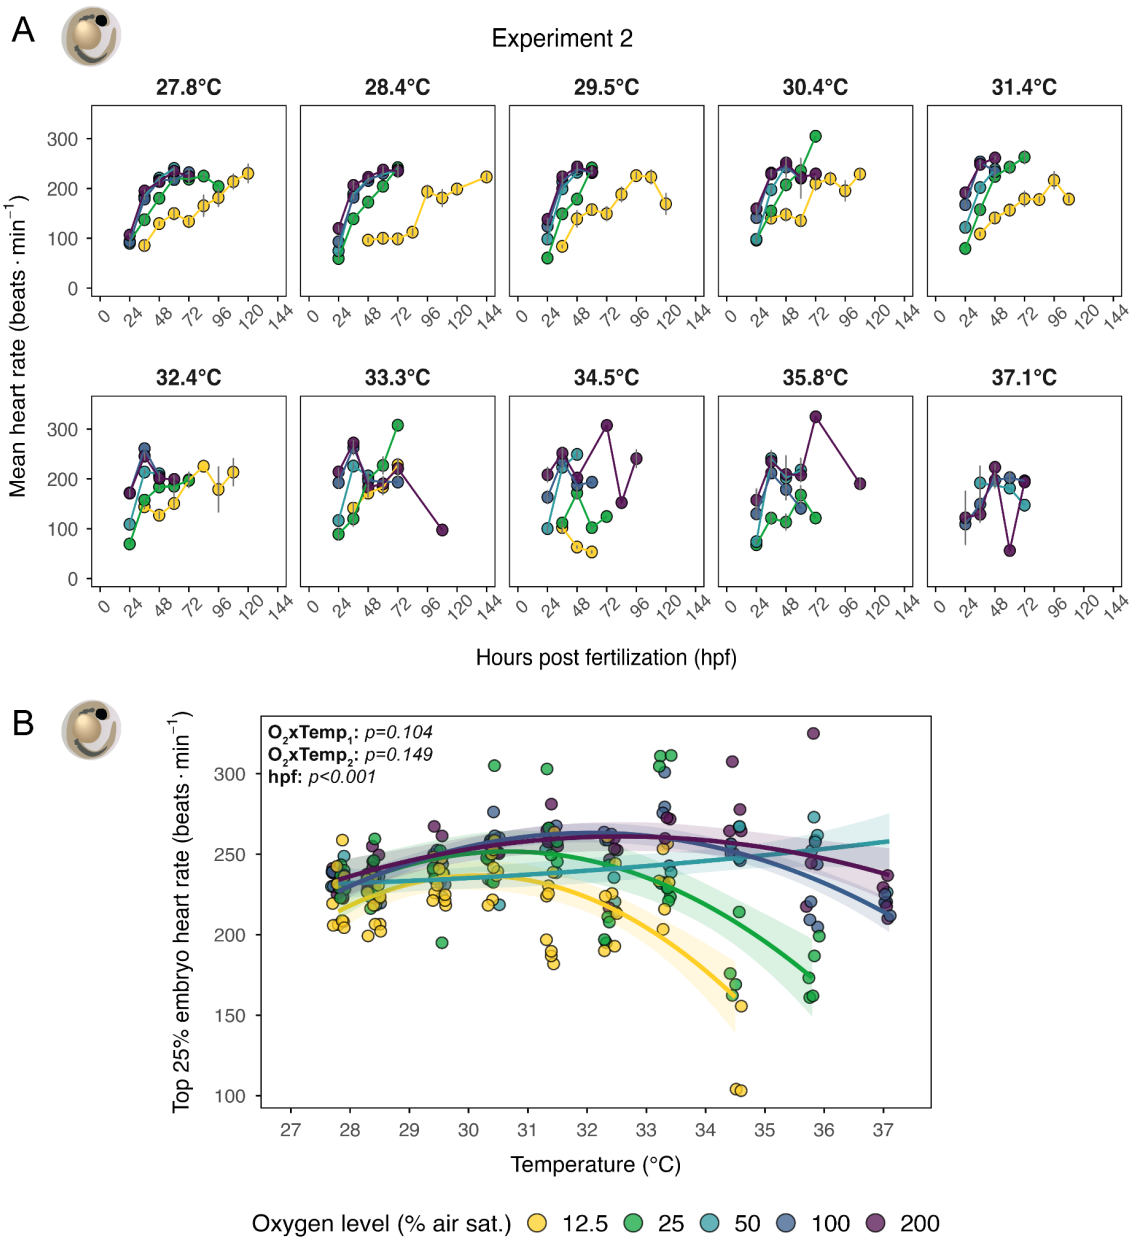 A
Experiment 2
27.8°C 28.4°C 29.5°C 30.4°C 31.4°C
Mean heart rate (beats · min⁻¹)
300
200
100
0
0 24 48 72 96 120 144 0 24 48 72 96 120 144 0 24 48 72 96 120 144 0 24 48 72 96 120 144 0 24 48 72 96 120 144
32.4°C 33.3°C 34.5°C 35.8°C 37.1°C
300
200
100
0
0 24 48 72 96 120 144 0 24 48 72 96 120 144 0 24 48 72 96 120 144 0 24 48 72 96 120 144 0 24 48 72 96 120 144
Hours post fertilization (hpf)
B
Top 25% embryo heart rate (beats · min⁻¹)
O₂xTemp₁: p=0.104
O₂xTemp₂: p=0.149
hpf: p<0.001
300
250
200
150
100
27 28 29 30 31 32 33 34 35 36 37
Temperature (°C)
Oxygen level (% air sat.) 12.5 25 50 100 200